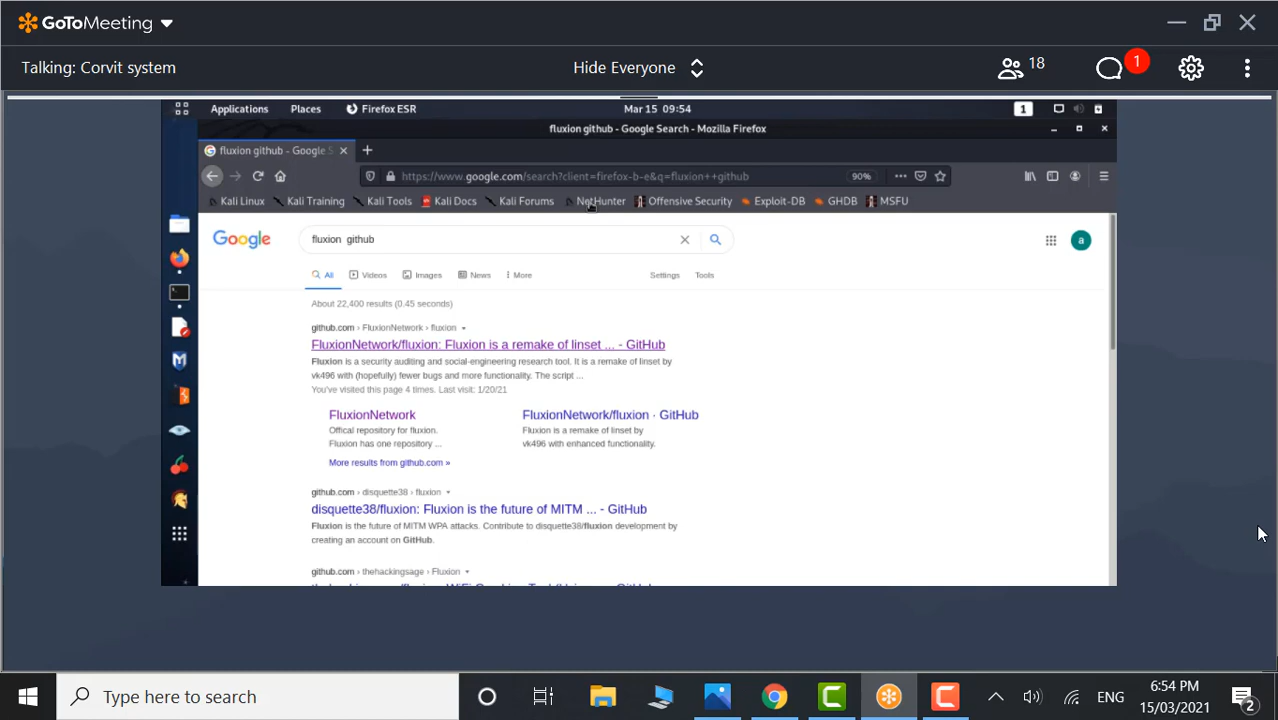 GoToMeeting
Talking: Corvit system
Hide Everyone
18
1
Applications Places Firefox ESR Mar 15 09:54 1
fluxion github - Google Search - Mozilla Firefox
fluxion github - Google S
https://www.google.com/search?client=firefox-b-e&q=fluxion++github 90%
Kali Linux Kali Training Kali Tools Kali Docs Kali Forums NetHunter Offensive Security Exploit-DB GHDB MSFU
Google fluxion github a
All Videos Images News More Settings Tools
About 22,400 results (0.45 seconds)
github.com › FluxionNetwork › fluxion
FluxionNetwork/fluxion: Fluxion is a remake of linset ... - GitHub
Fluxion is a security auditing and social-engineering research tool. It is a remake of linset by
vk496 with (hopefully) fewer bugs and more functionality. The script ...
You've visited this page 4 times. Last visit: 1/20/21
FluxionNetwork
Offical repository for fluxion.
Fluxion has one repository ...
FluxionNetwork/fluxion · GitHub
Fluxion is a remake of linset by
vk496 with enhanced functionality.
More results from github.com »
github.com › disquette38 › fluxion
disquette38/fluxion: Fluxion is the future of MITM ... - GitHub
Fluxion is the future of MITM WPA attacks. Contribute to disquette38/fluxion development by
creating an account on GitHub.
github.com › thehackingsage › Fluxion
Type here to search
ENG
6:54 PM
15/03/2021
2